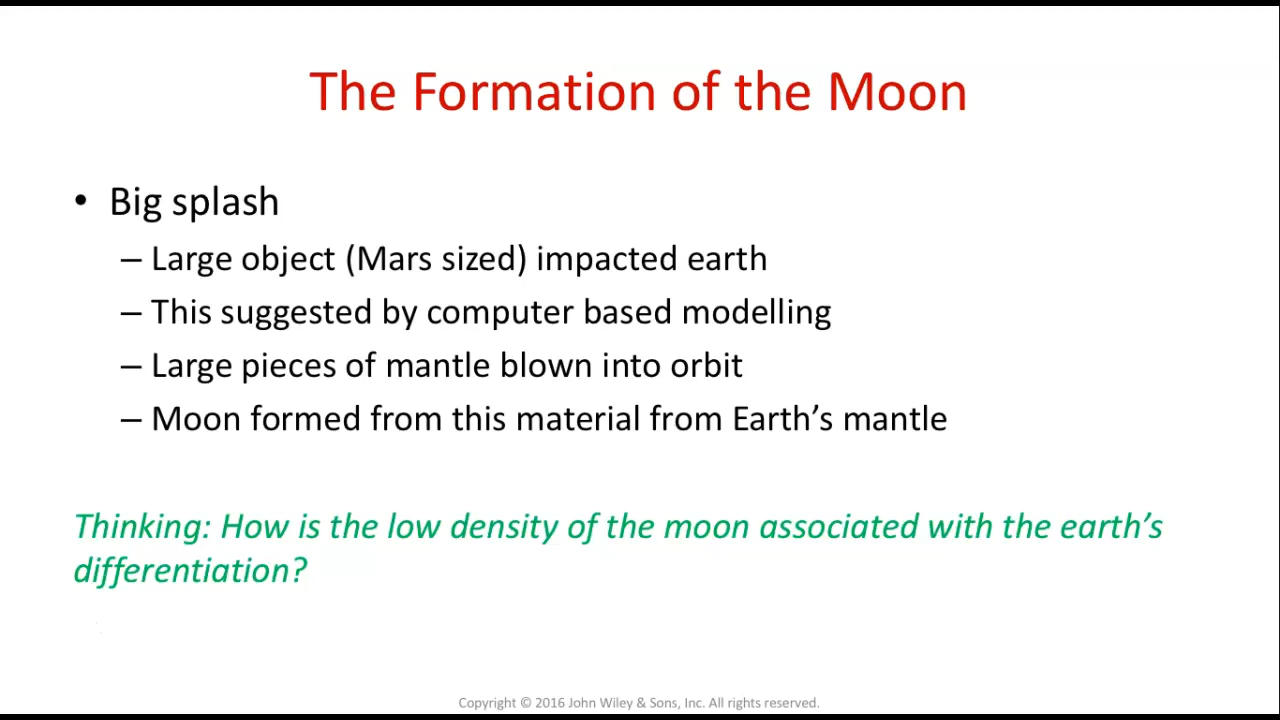 The Formation of the Moon
• Big splash
– Large object (Mars sized) impacted earth
– This suggested by computer based modelling
– Large pieces of mantle blown into orbit
– Moon formed from this material from Earth’s mantle
Thinking: How is the low density of the moon associated with the earth’s
differentiation?
Copyright © 2016 John Wiley & Sons, Inc. All rights reserved.